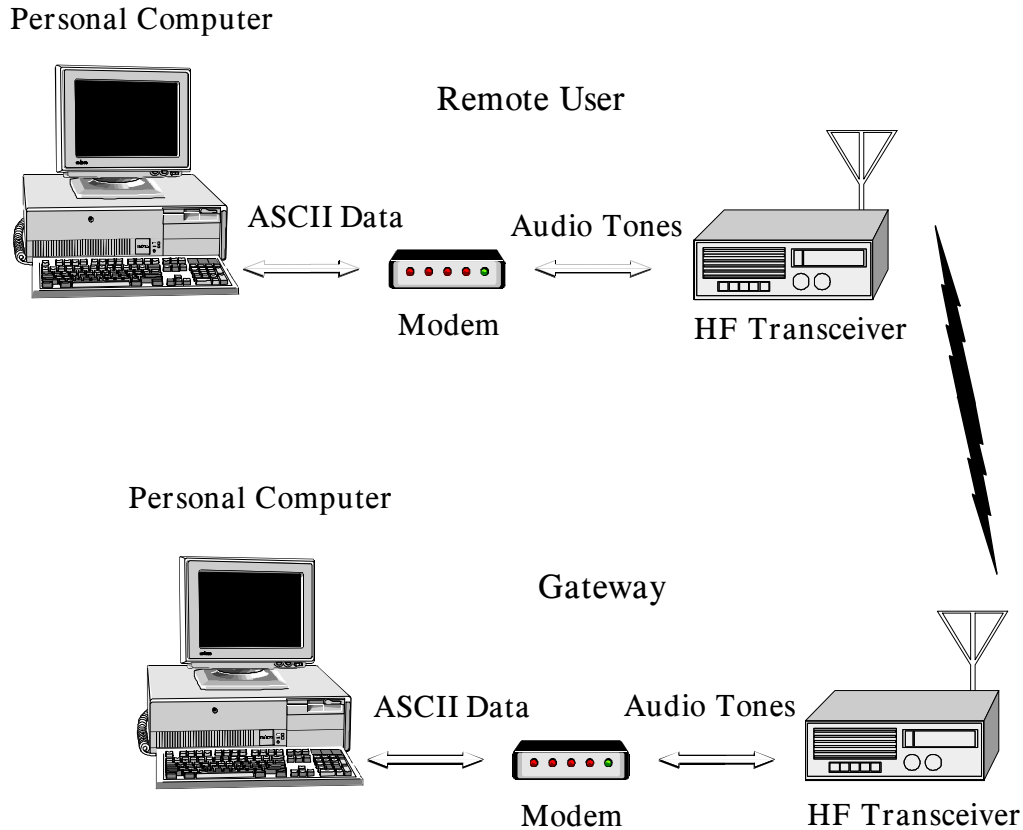 Personal Computer
Remote User
ASCII Data
Audio Tones
Modem
HF Transceiver
Personal Computer
Gateway
ASCII Data
Audio Tones
Modem
HF Transceiver